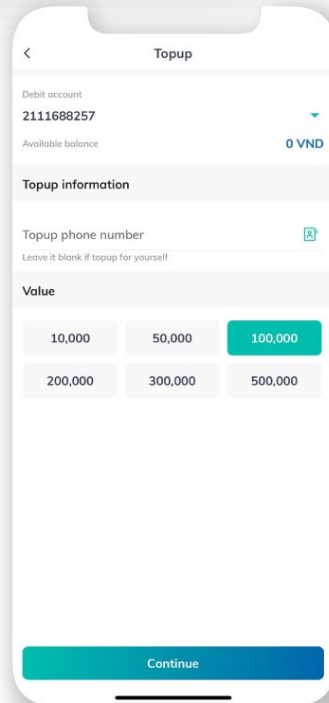 Topup
Debit account
2111688257
Available balance 0 VND
Topup information
Topup phone number
Leave it blank if topup for yourself
Value
10,000 50,000 100,000
200,000 300,000 500,000
Continue